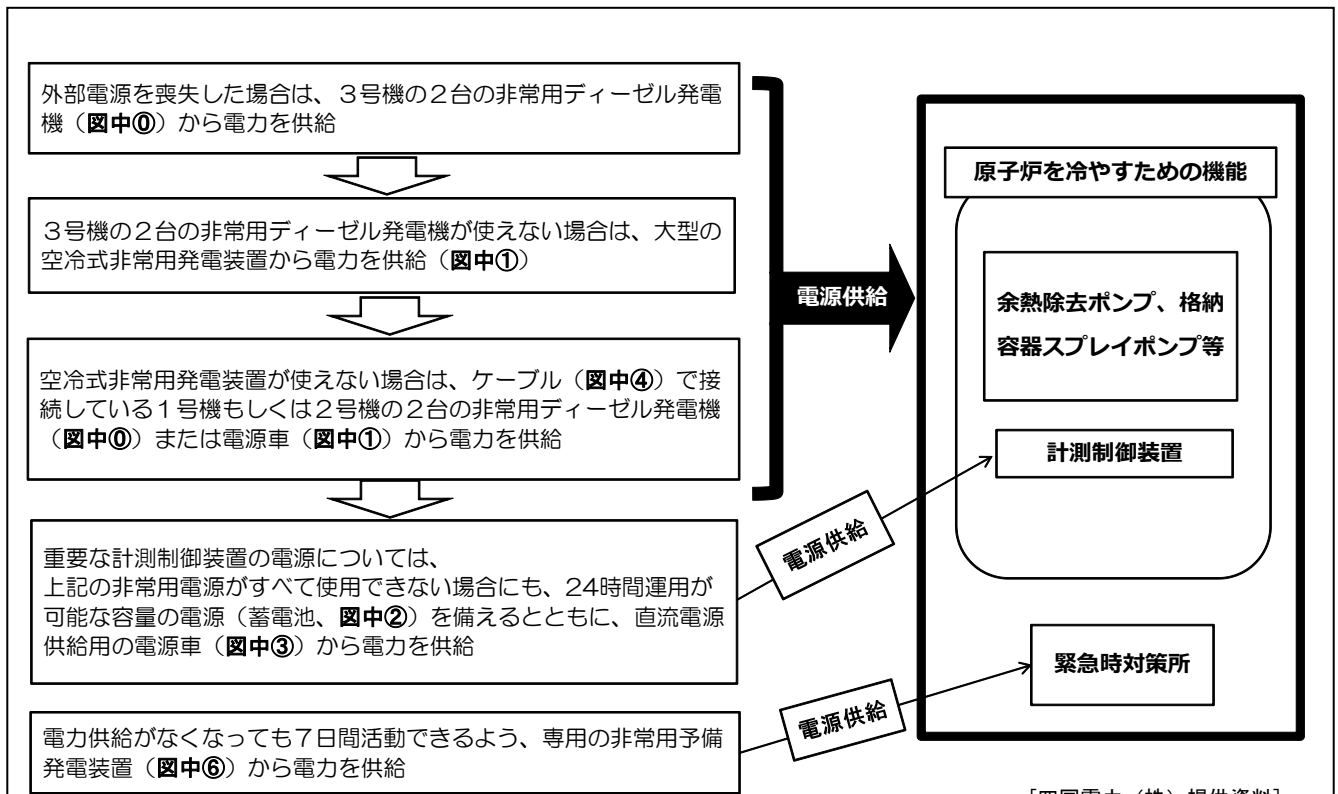 外部電源を喪失した場合は、３号機の２台の非常用ディーゼル発電
機（図中⓪）から電力を供給
３号機の２台の非常用ディーゼル発電機が使えない場合は、大型の
空冷式非常用発電装置から電力を供給（図中①）
空冷式非常用発電装置が使えない場合は、ケーブル（図中④）で接
続している１号機もしくは２号機の２台の非常用ディーゼル発電機
（図中⓪）または電源車（図中①）から電力を供給
重要な計測制御装置の電源については、
上記の非常用電源がすべて使用できない場合にも、24時間運用が
可能な容量の電源（蓄電池、図中②）を備えるとともに、直流電源
供給用の電源車（図中③）から電力を供給
電力供給がなくなっても７日間活動できるよう、専用の非常用予備
発電装置（図中⑥）から電力を供給
電源供給
電源供給
電源供給
原子炉を冷やすための機能
余熱除去ポンプ、格納
容器スプレイポンプ等
計測制御装置
緊急時対策所
［四国電力（株）提供資料］